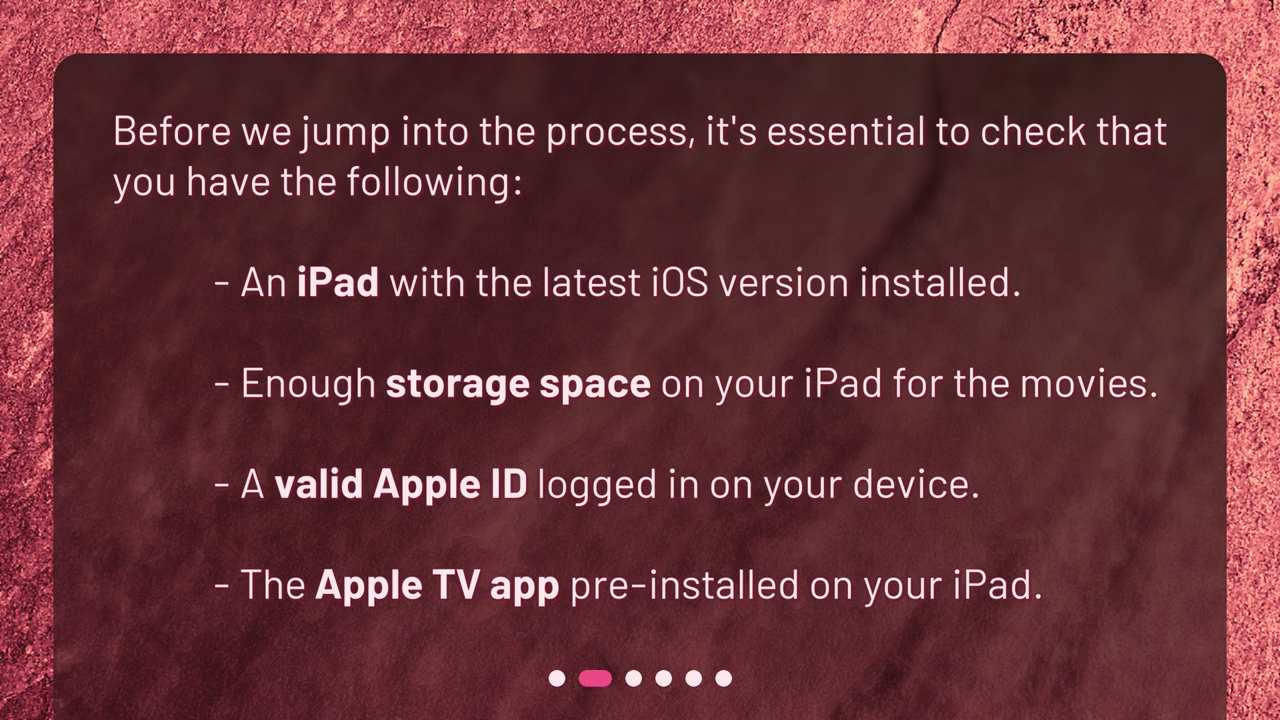 Before we jump into the process, it's essential to check that
you have the following:
- An iPad with the latest iOS version installed.
- Enough storage space on your iPad for the movies.
- A valid Apple ID logged in on your device.
- The Apple TV app pre-installed on your iPad.